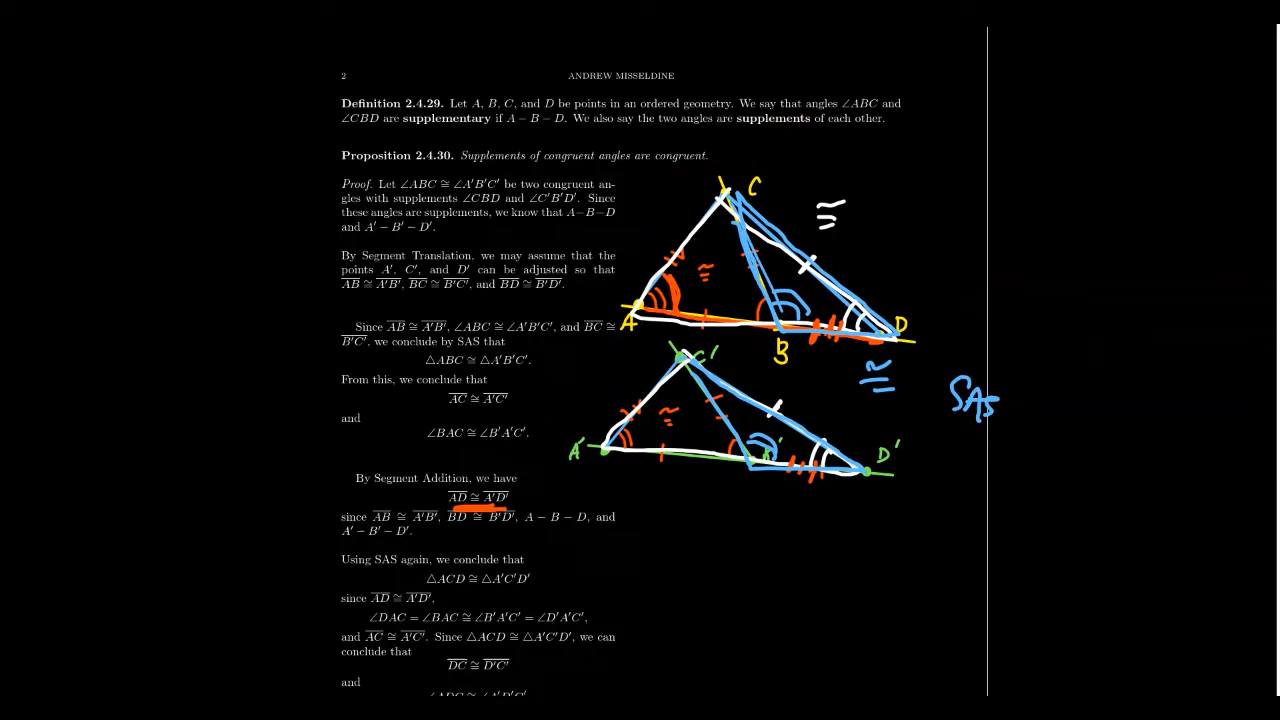 2 ANDREW MISSELDINE
Definition 2.4.29. Let A, B, C, and D be points in an ordered geometry. We say that angles ∠ABC and
∠CBD are supplementary if A − B − D. We also say the two angles are supplements of each other.
Proposition 2.4.30. Supplements of congruent angles are congruent.
Proof. Let ∠ABC ≅ ∠A′B′C′ be two congruent an-
gles with supplements ∠CBD and ∠C′B′D′. Since
these angles are supplements, we know that A−B−D
and A′ − B′ − D′.
By Segment Translation, we may assume that the
points A′, C′, and D′ can be adjusted so that
AB ≅ A′B′, BC ≅ B′C′, and BD ≅ B′D′.
Since AB ≅ A′B′, ∠ABC ≅ ∠A′B′C′, and BC ≅
B′C′, we conclude by SAS that
△ABC ≅ △A′B′C′.
From this, we conclude that
AC ≅ A′C′
and
∠BAC ≅ ∠B′A′C′.
By Segment Addition, we have
AD ≅ A′D′
since AB ≅ A′B′, BD ≅ B′D′, A − B − D, and
A′ − B′ − D′.
Using SAS again, we conclude that
△ACD ≅ △A′C′D′
since AD ≅ A′D′,
∠DAC = ∠BAC ≅ ∠B′A′C′ = ∠D′A′C′,
and AC ≅ A′C′. Since △ACD ≅ △A′C′D′, we can
conclude that
DC ≅ D′C′
and
∠ADC ≅ ∠A′D′C′
C
≅
≅
A
D
B
C′
≅
SAS
≅
A′
B′
D′